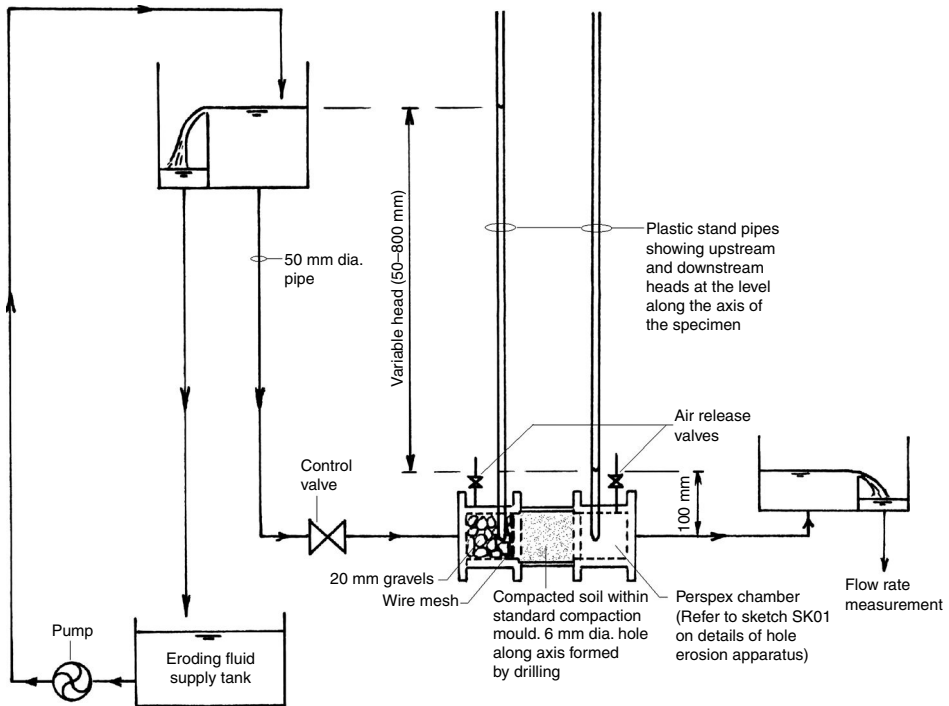 50 mm dia.
pipe
Variable head (50–800 mm)
Plastic stand pipes
showing upstream
and downstream
heads at the level
along the axis of
the specimen
Air release
valves
Control
valve
100 mm
20 mm gravels
Wire mesh
Compacted soil within
standard compaction
mould. 6 mm dia. hole
along axis formed
by drilling
Perspex chamber
(Refer to sketch SK01
on details of hole
erosion apparatus)
Flow rate
measurement
Pump
Eroding fluid
supply tank